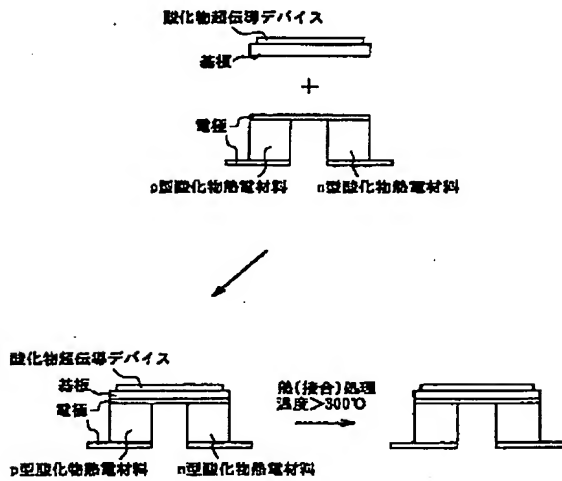 酸化物超伝導デバイス
基板
+
電極
p型酸化物熱電材料 n型酸化物熱電材料
酸化物超伝導デバイス
基板
電極
p型酸化物熱電材料 n型酸化物熱電材料
熱(接合)処理
温度>300℃